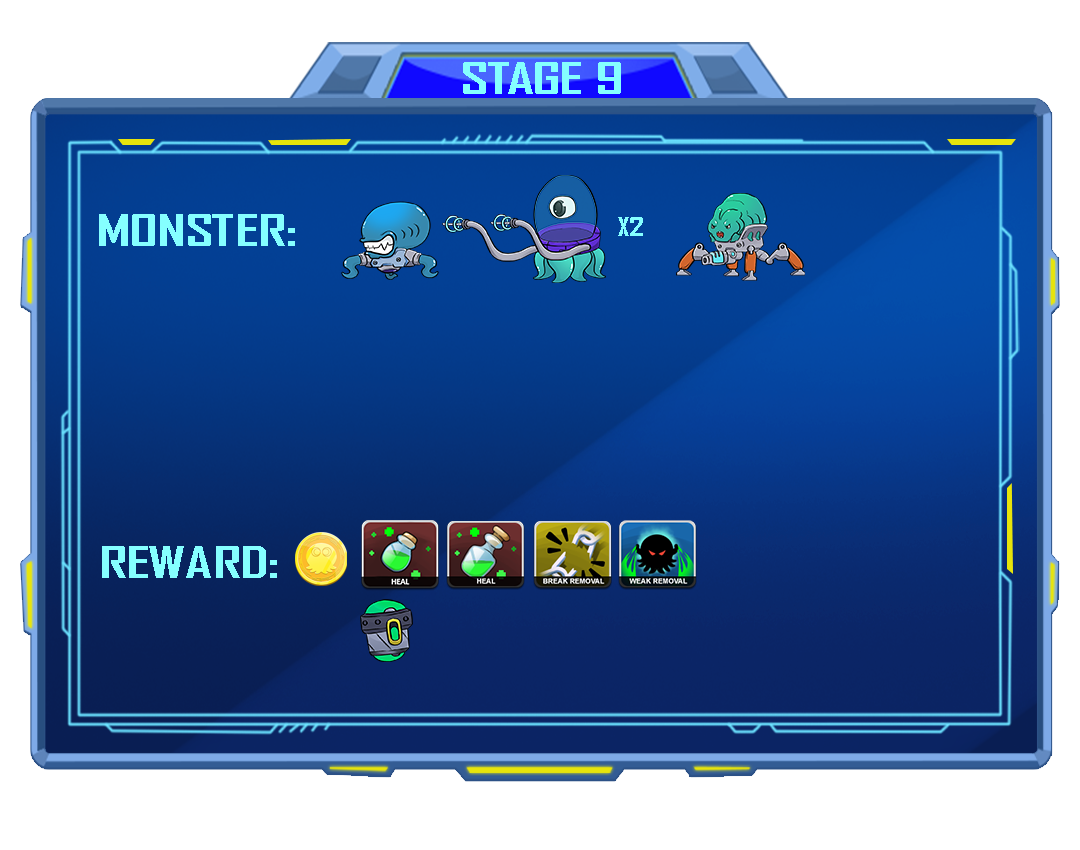 STAGE 9
MONSTER:
X2
REWARD:
HEAL
HEAL
BREAK REMOVAL
WEAK REMOVAL